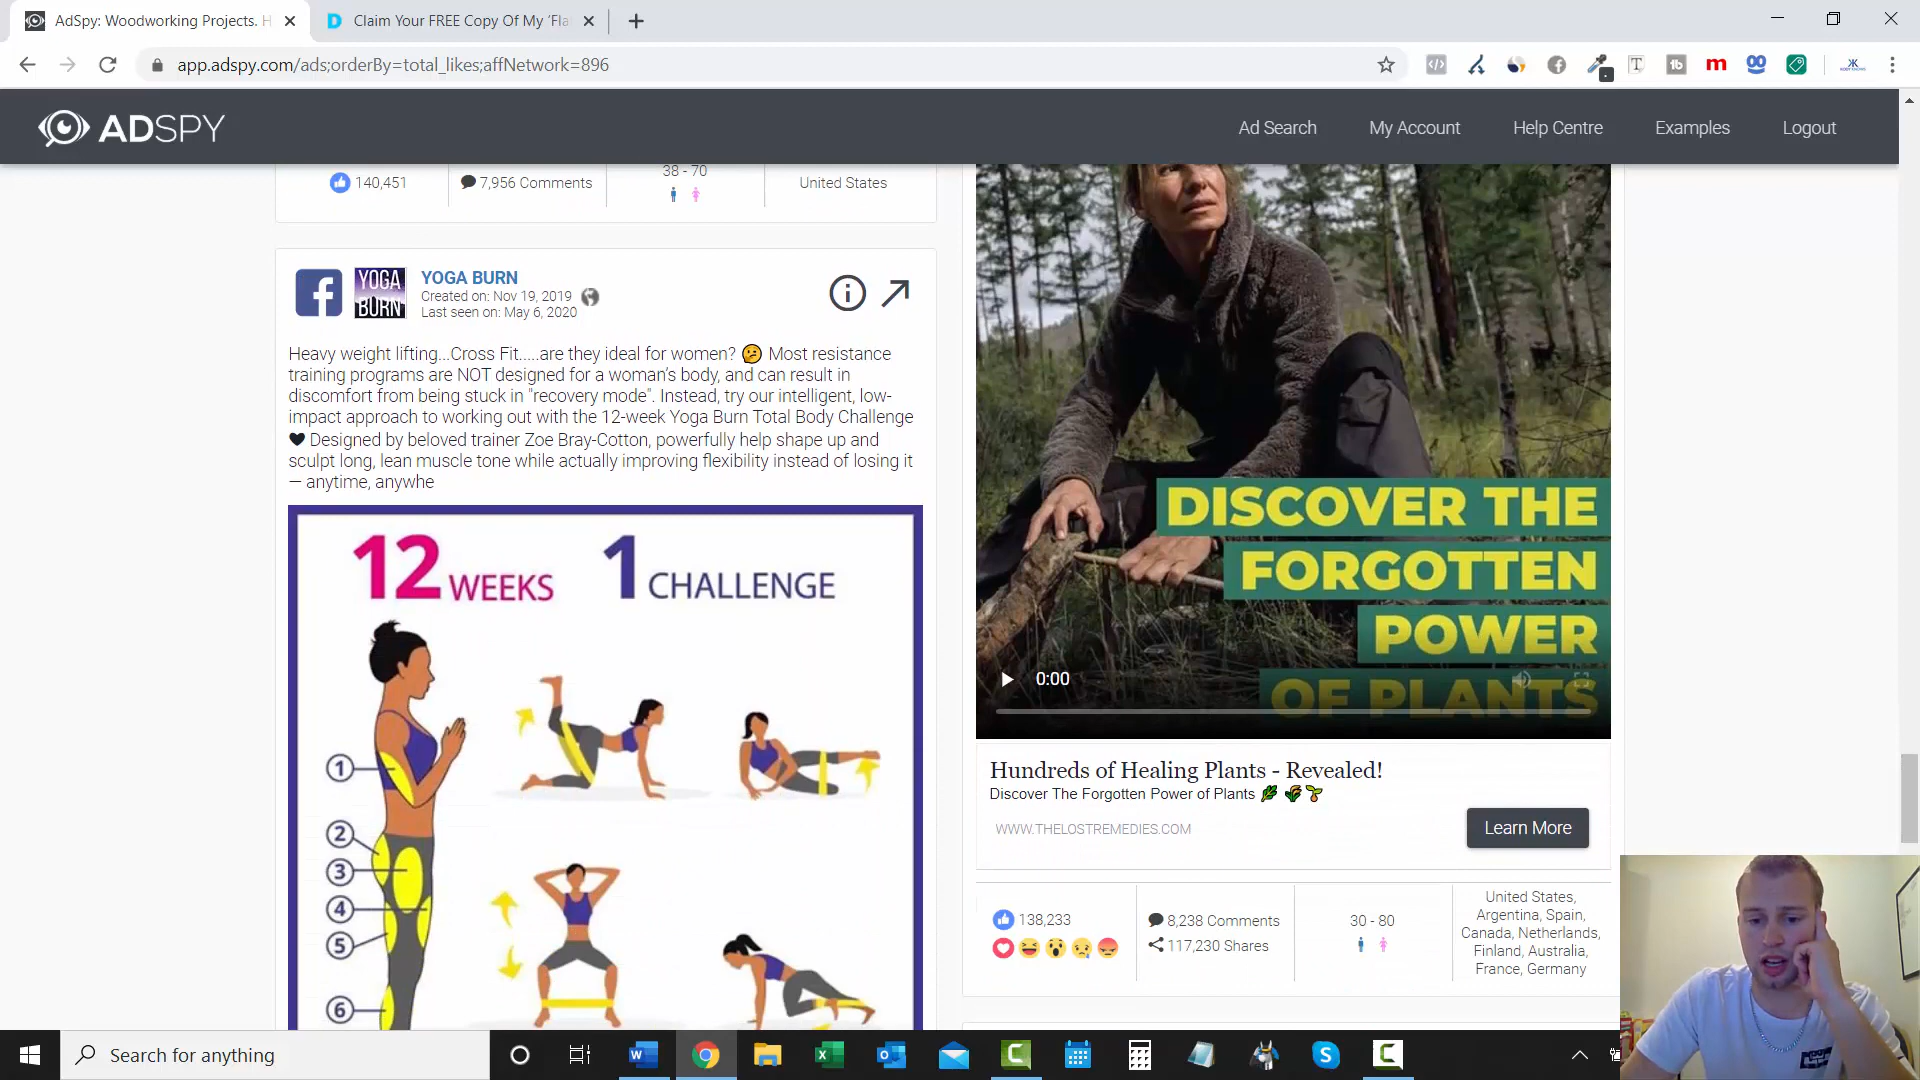 AdSpy: Woodworking Projects. H
Claim Your FREE Copy Of My 'Fla
app.adspy.com/ads;orderBy=total_likes;affNetwork=896
ADSPY
Ad Search
My Account
Help Centre
Examples
Logout
140,451
7,956 Comments
38 - 70
United States
YOGA BURN
YOGA BURN
Created on: Nov 19, 2019
Last seen on: May 6, 2020
Heavy weight lifting...Cross Fit.....are they ideal for women? 🤔 Most resistance
training programs are NOT designed for a woman's body, and can result in
discomfort from being stuck in "recovery mode". Instead, try our intelligent, low-
impact approach to working out with the 12-week Yoga Burn Total Body Challenge
🖤 Designed by beloved trainer Zoe Bray-Cotton, powerfully help shape up and
sculpt long, lean muscle tone while actually improving flexibility instead of losing it
— anytime, anywhe
12 WEEKS 1 CHALLENGE
1
2
3
4
5
6
DISCOVER THE
FORGOTTEN
POWER
OF PLANTS
0:00
Hundreds of Healing Plants - Revealed!
Discover The Forgotten Power of Plants
WWW.THELOSTREMEDIES.COM
Learn More
138,233
8,238 Comments
117,230 Shares
30 - 80
United States,
Argentina, Spain,
Canada, Netherlands,
Finland, Australia,
France, Germany
Search for anything